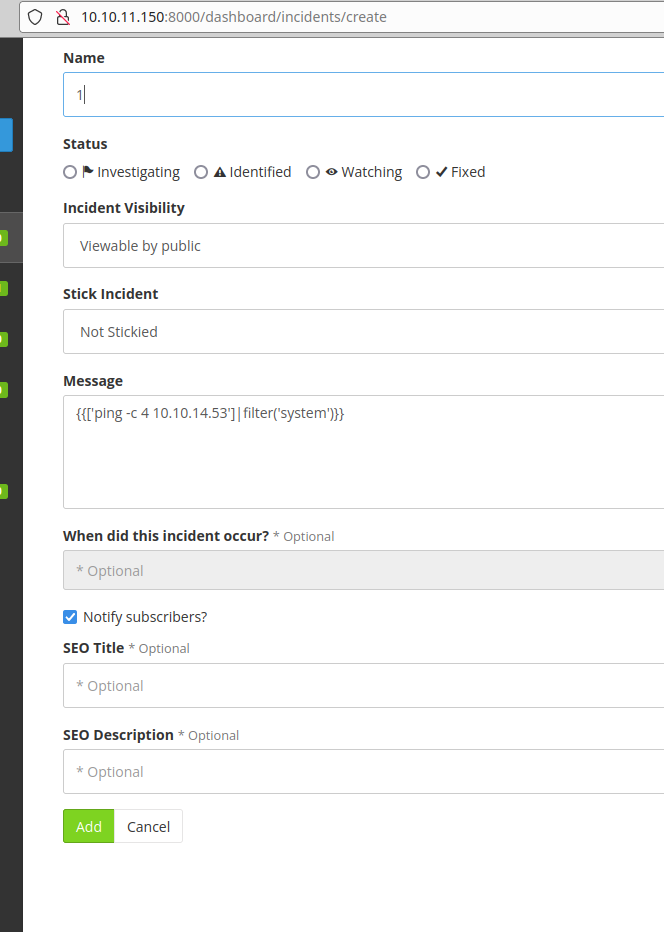 10.10.11.150:8000/dashboard/incidents/create
Name
1
Status
Investigating Identified Watching Fixed
Incident Visibility
Viewable by public
Stick Incident
Not Stickied
Message
{{['ping -c 4 10.10.14.53']|filter('system')}}
When did this incident occur? * Optional
* Optional
Notify subscribers?
SEO Title * Optional
* Optional
SEO Description * Optional
* Optional
Add Cancel